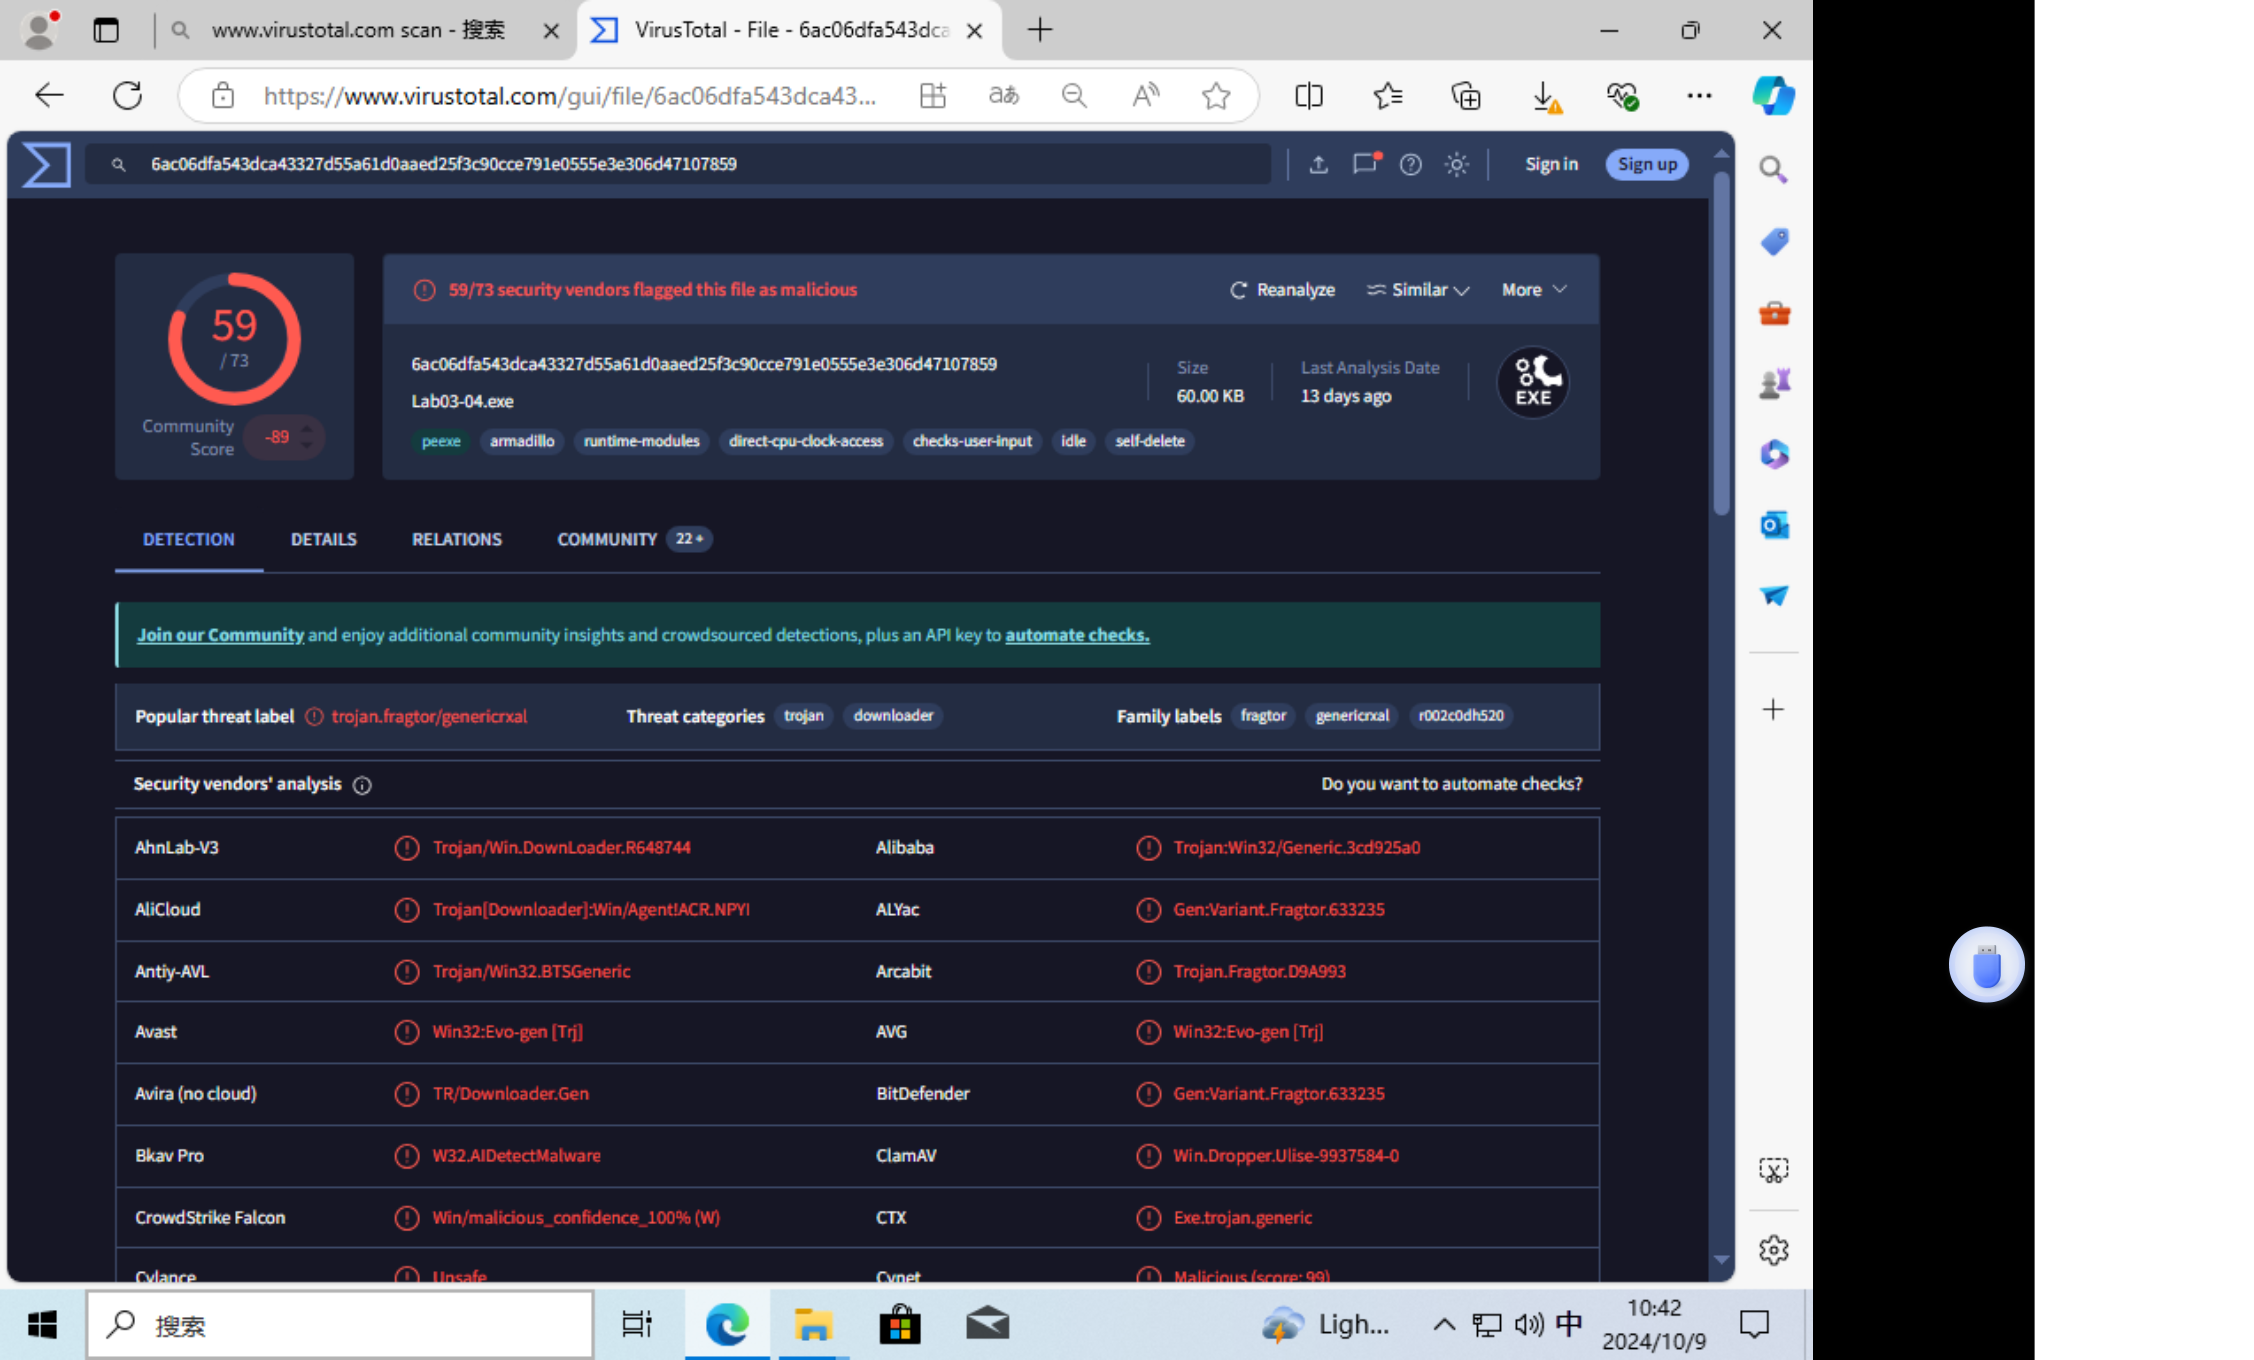 www.virustotal.com scan - 搜索
VirusTotal - File - 6ac06dfa543dca
https://www.virustotal.com/gui/file/6ac06dfa543dca43...
6ac06dfa543dca43327d55a61d0aaed25f3c90cce791e0555e3e306d47107859
Sign in
Sign up
59
/ 73
Community
Score
-89
59/73 security vendors flagged this file as malicious
Reanalyze
Similar
More
6ac06dfa543dca43327d55a61d0aaed25f3c90cce791e0555e3e306d47107859
Lab03-04.exe
Size
60.00 KB
Last Analysis Date
13 days ago
EXE
peexe armadillo runtime-modules direct-cpu-clock-access checks-user-input idle self-delete
DETECTION DETAILS RELATIONS COMMUNITY 22+
Join our Community and enjoy additional community insights and crowdsourced detections, plus an API key to automate checks.
Popular threat label trojan.fragtor/genericrxal Threat categories trojan downloader Family labels fragtor genericrxal r002c0dh520
Security vendors' analysis Do you want to automate checks?
AhnLab-V3 Trojan/Win.DownLoader.R648744 Alibaba Trojan:Win32/Generic.3cd925a0
AliCloud Trojan[Downloader]:Win/Agent!ACR.NPYI ALYac Gen:Variant.Fragtor.633235
Antiy-AVL Trojan/Win32.BTSGeneric Arcabit Trojan.Fragtor.D9A993
Avast Win32:Evo-gen [Trj] AVG Win32:Evo-gen [Trj]
Avira (no cloud) TR/Downloader.Gen BitDefender Gen:Variant.Fragtor.633235
Bkav Pro W32.AIDetectMalware ClamAV Win.Dropper.Ulise-9937584-0
CrowdStrike Falcon Win/malicious_confidence_100% (W) CTX Exe.trojan.generic
Cylance Unsafe Cynet Malicious (score: 99)
搜索
Ligh...
中
10:42
2024/10/9